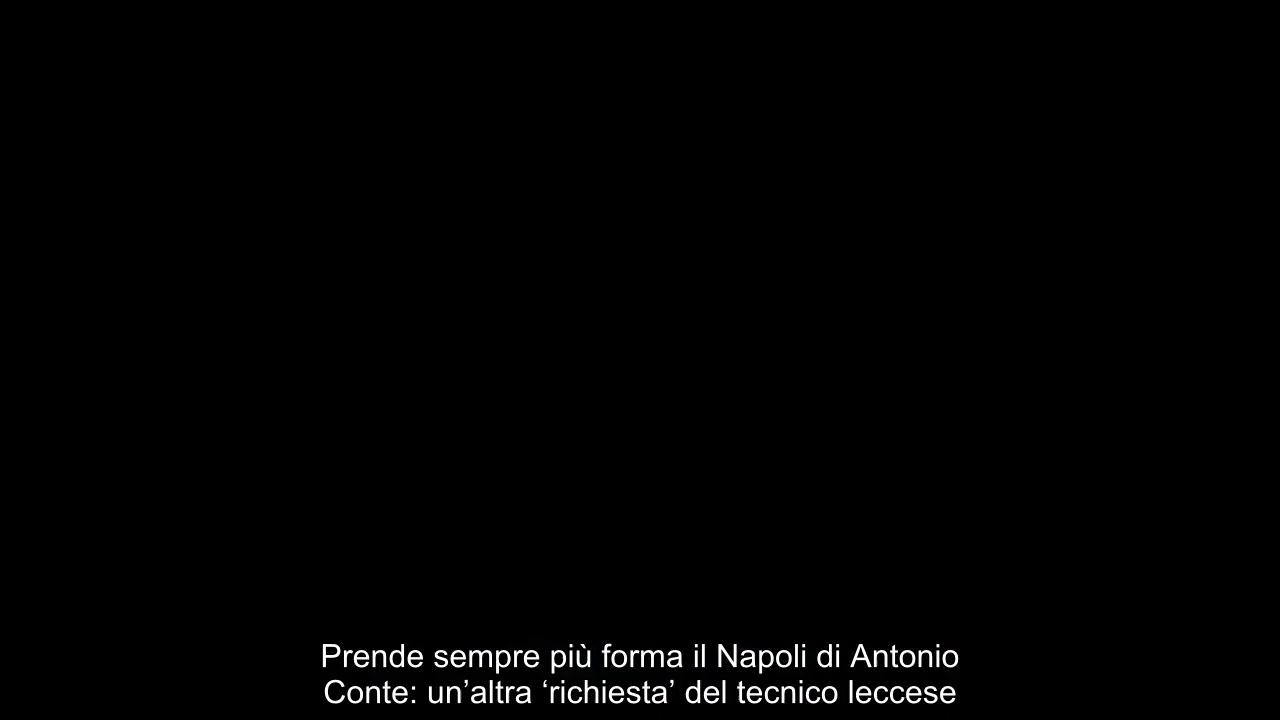 Prende sempre più forma il Napoli di Antonio
Conte: un’altra ‘richiesta’ del tecnico leccese